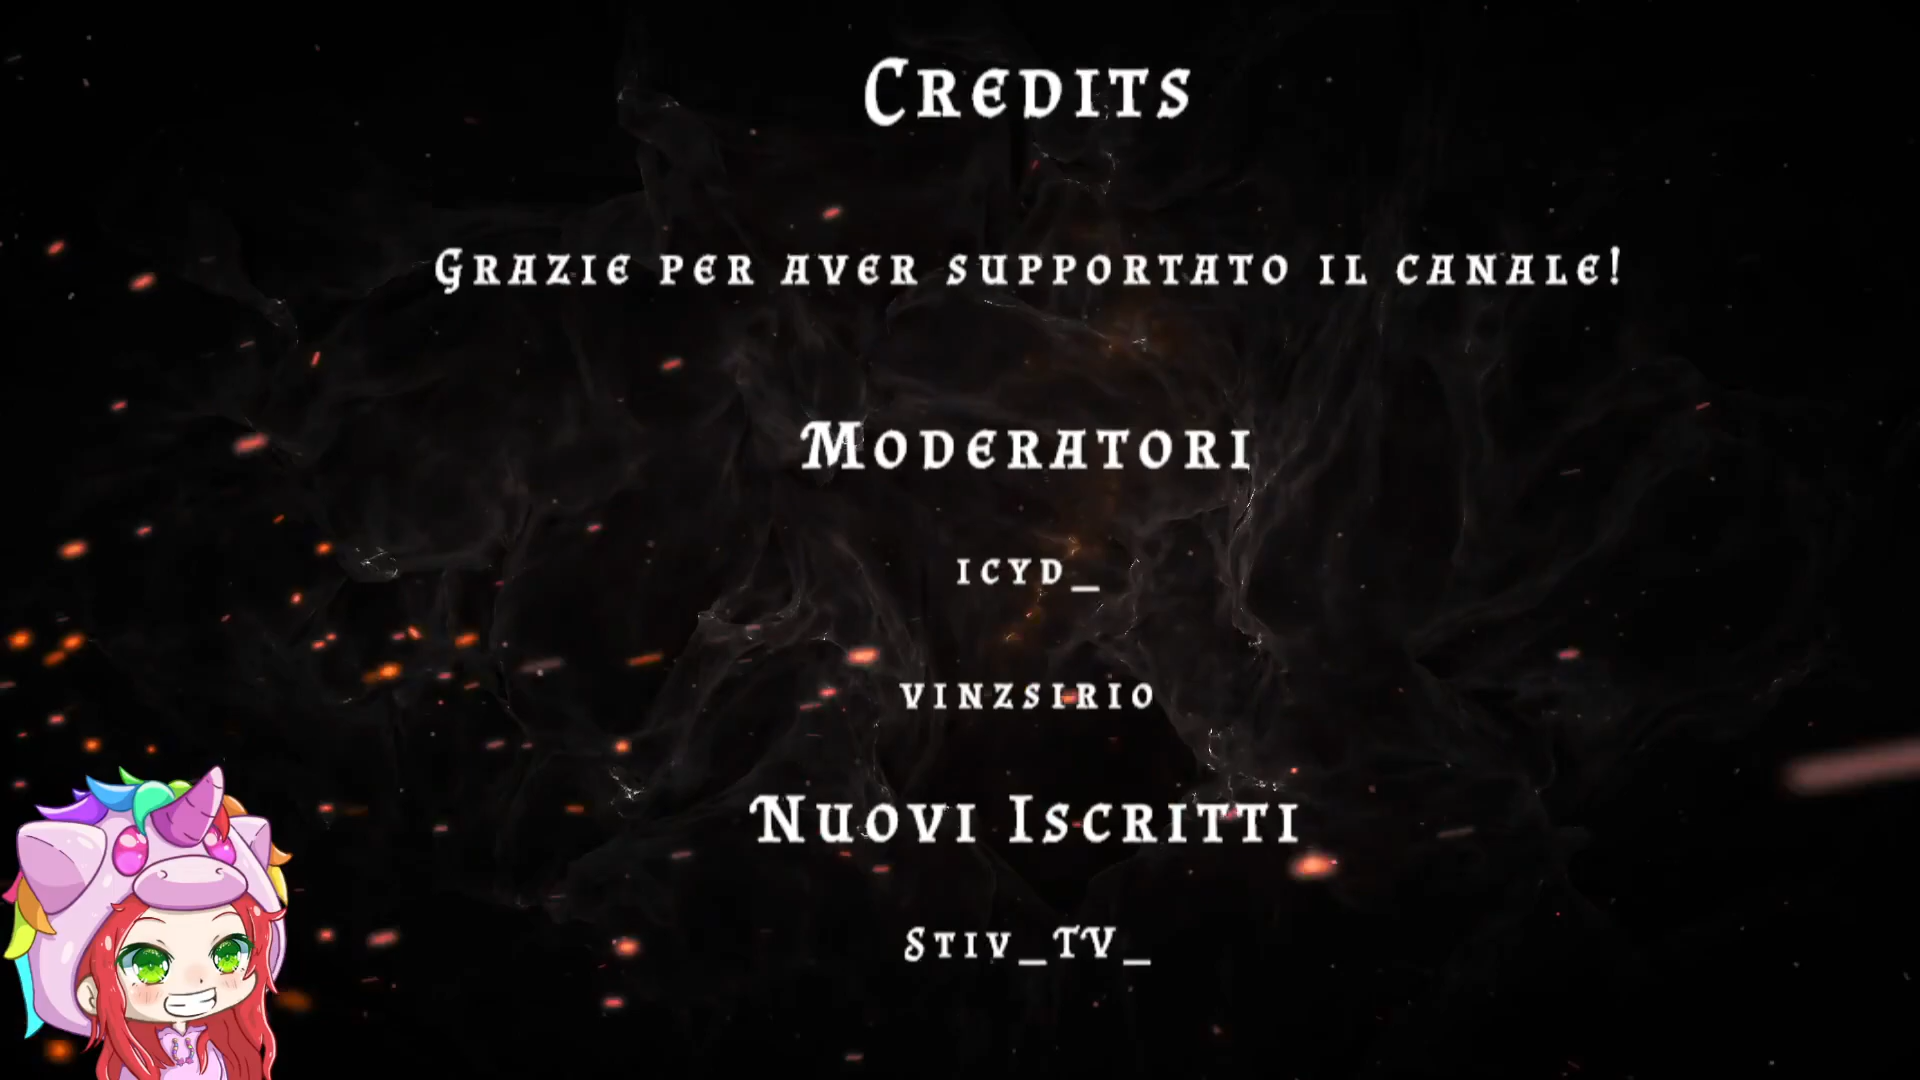 Credits
Grazie per aver supportato il canale!
Moderatori
icyd_
vinzsirio
Nuovi Iscritti
Stiv_TV_